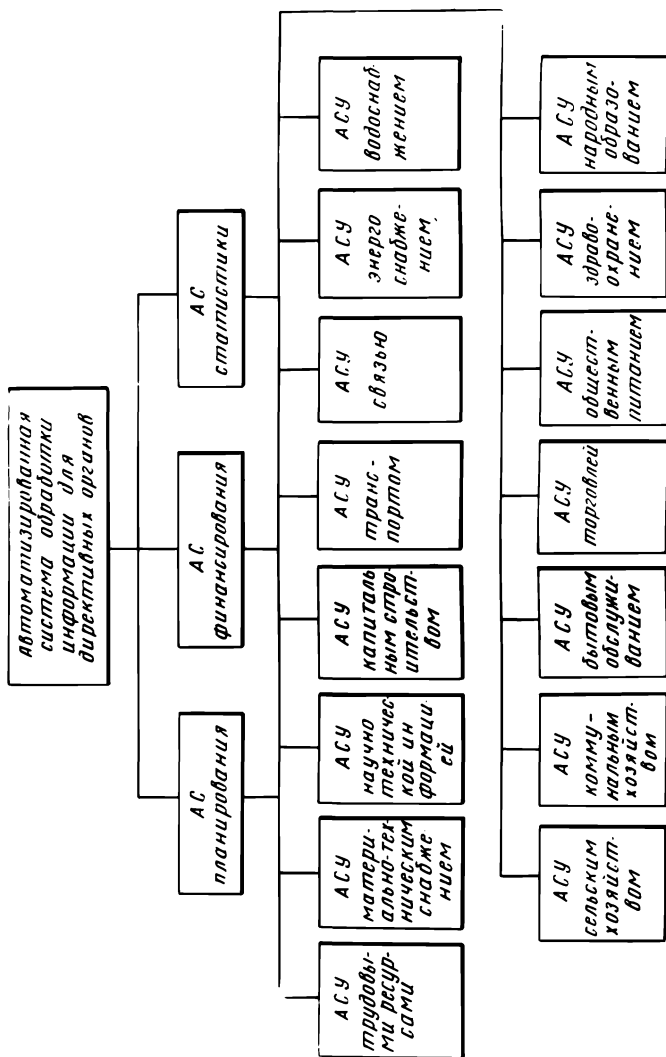 Автоматизированная
система обработки
информации для
директивных органов
АС
планирования
АС
финансирования
АС
статистики
АСУ
трудовы-
ми ресур-
сами
АСУ
матери-
ально-тех-
ническим
снабже-
нием
АСУ
научно
техничес-
кой ин
формаци-
ей
АСУ
капиталь
ным стро-
ительст-
вом
АСУ
транс-
портом
АСУ
связью
АСУ
энерго
снабже-
нием,
АСУ
водоснаб-
жением
АСУ
сельским
хозяйст-
вом
АСУ
комму-
нальным
хозяйст-
вом
АСУ
бытовым
обслужи-
ванием
АСУ
торговлей
АСУ
общест-
венным
питанием
АСУ
здраво-
охране-
нием
АСУ
народным
образо-
ванием